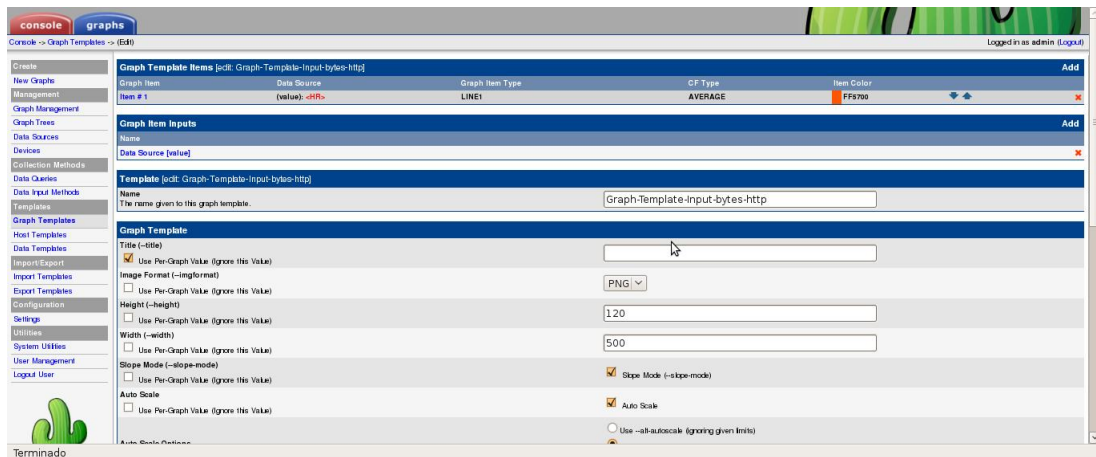 console graphs
Console -> Graph Templates -> (Edit)
Logged in as admin (Logout)
Create
New Graphs
Management
Graph Management
Graph Trees
Data Sources
Devices
Collection Methods
Data Queries
Data Input Methods
Templates
Graph Templates
Host Templates
Data Templates
Import/Export
Import Templates
Export Templates
Configuration
Settings
Utilities
System Utilities
User Management
Logout User
Graph Template Items [edit: Graph-Template-Input-bytes-http] Add
Graph Item Data Source Graph Item Type CF Type Item Color
Item # 1 (value): <HR> LINE1 AVERAGE FF5700
Graph Item Inputs Add
Name
Data Source [value]
Template [edit: Graph-Template-Input-bytes-http]
Name
The name given to this graph template.
Graph-Template-Input-bytes-http
Graph Template
Title (--title)
Use Per-Graph Value (Ignore this Value)
Image Format (--imgformat)
Use Per-Graph Value (Ignore this Value)
PNG
Height (--height)
Use Per-Graph Value (Ignore this Value)
120
Width (--width)
Use Per-Graph Value (Ignore this Value)
500
Slope Mode (--slope-mode)
Use Per-Graph Value (Ignore this Value)
Slope Mode (--slope-mode)
Auto Scale
Use Per-Graph Value (Ignore this Value)
Auto Scale
Auto Scale Options
Use --alt-autoscale (ignoring given limits)
Terminado